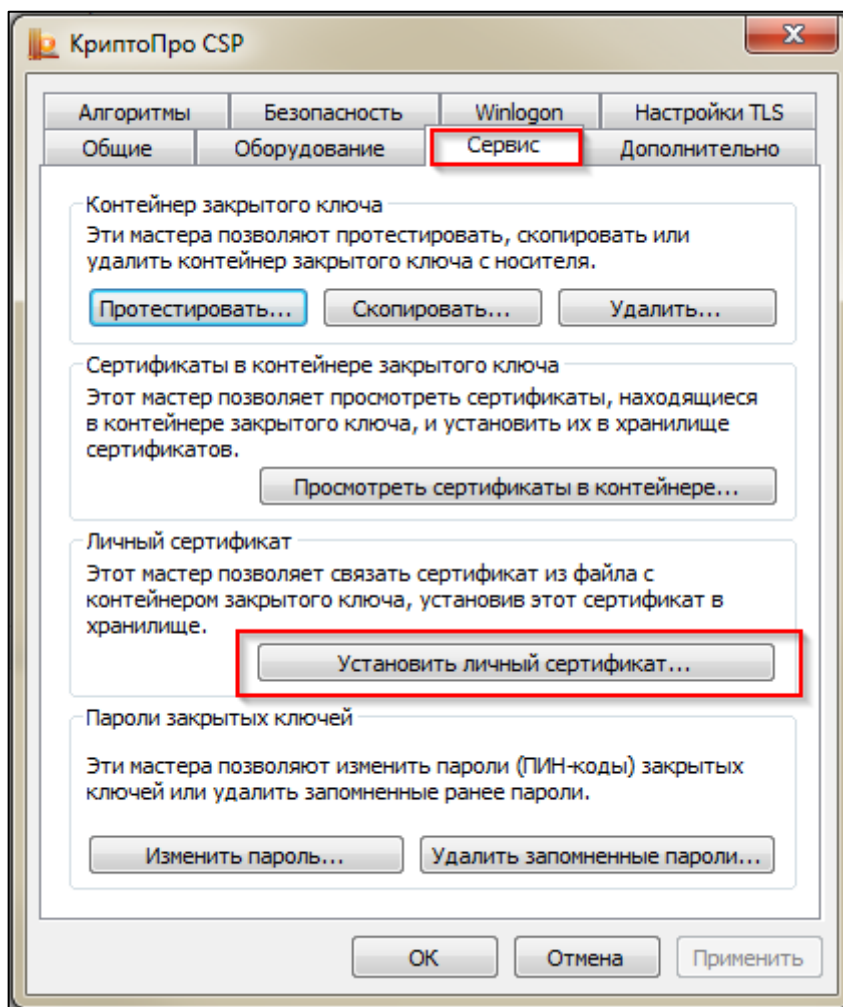 КриптоПро CSP
Алгоритмы Безопасность Winlogon Настройки TLS
Общие Оборудование Сервис Дополнительно
Контейнер закрытого ключа
Эти мастера позволяют протестировать, скопировать или
удалить контейнер закрытого ключа с носителя.
Протестировать... Скопировать... Удалить...
Сертификаты в контейнере закрытого ключа
Этот мастер позволяет просмотреть сертификаты, находящиеся
в контейнере закрытого ключа, и установить их в хранилище
сертификатов.
Просмотреть сертификаты в контейнере...
Личный сертификат
Этот мастер позволяет связать сертификат из файла с
контейнером закрытого ключа, установив этот сертификат в
хранилище.
Установить личный сертификат...
Пароли закрытых ключей
Эти мастера позволяют изменить пароли (ПИН-коды) закрытых
ключей или удалить запомненные ранее пароли.
Изменить пароль... Удалить запомненные пароли...
ОК Отмена Применить